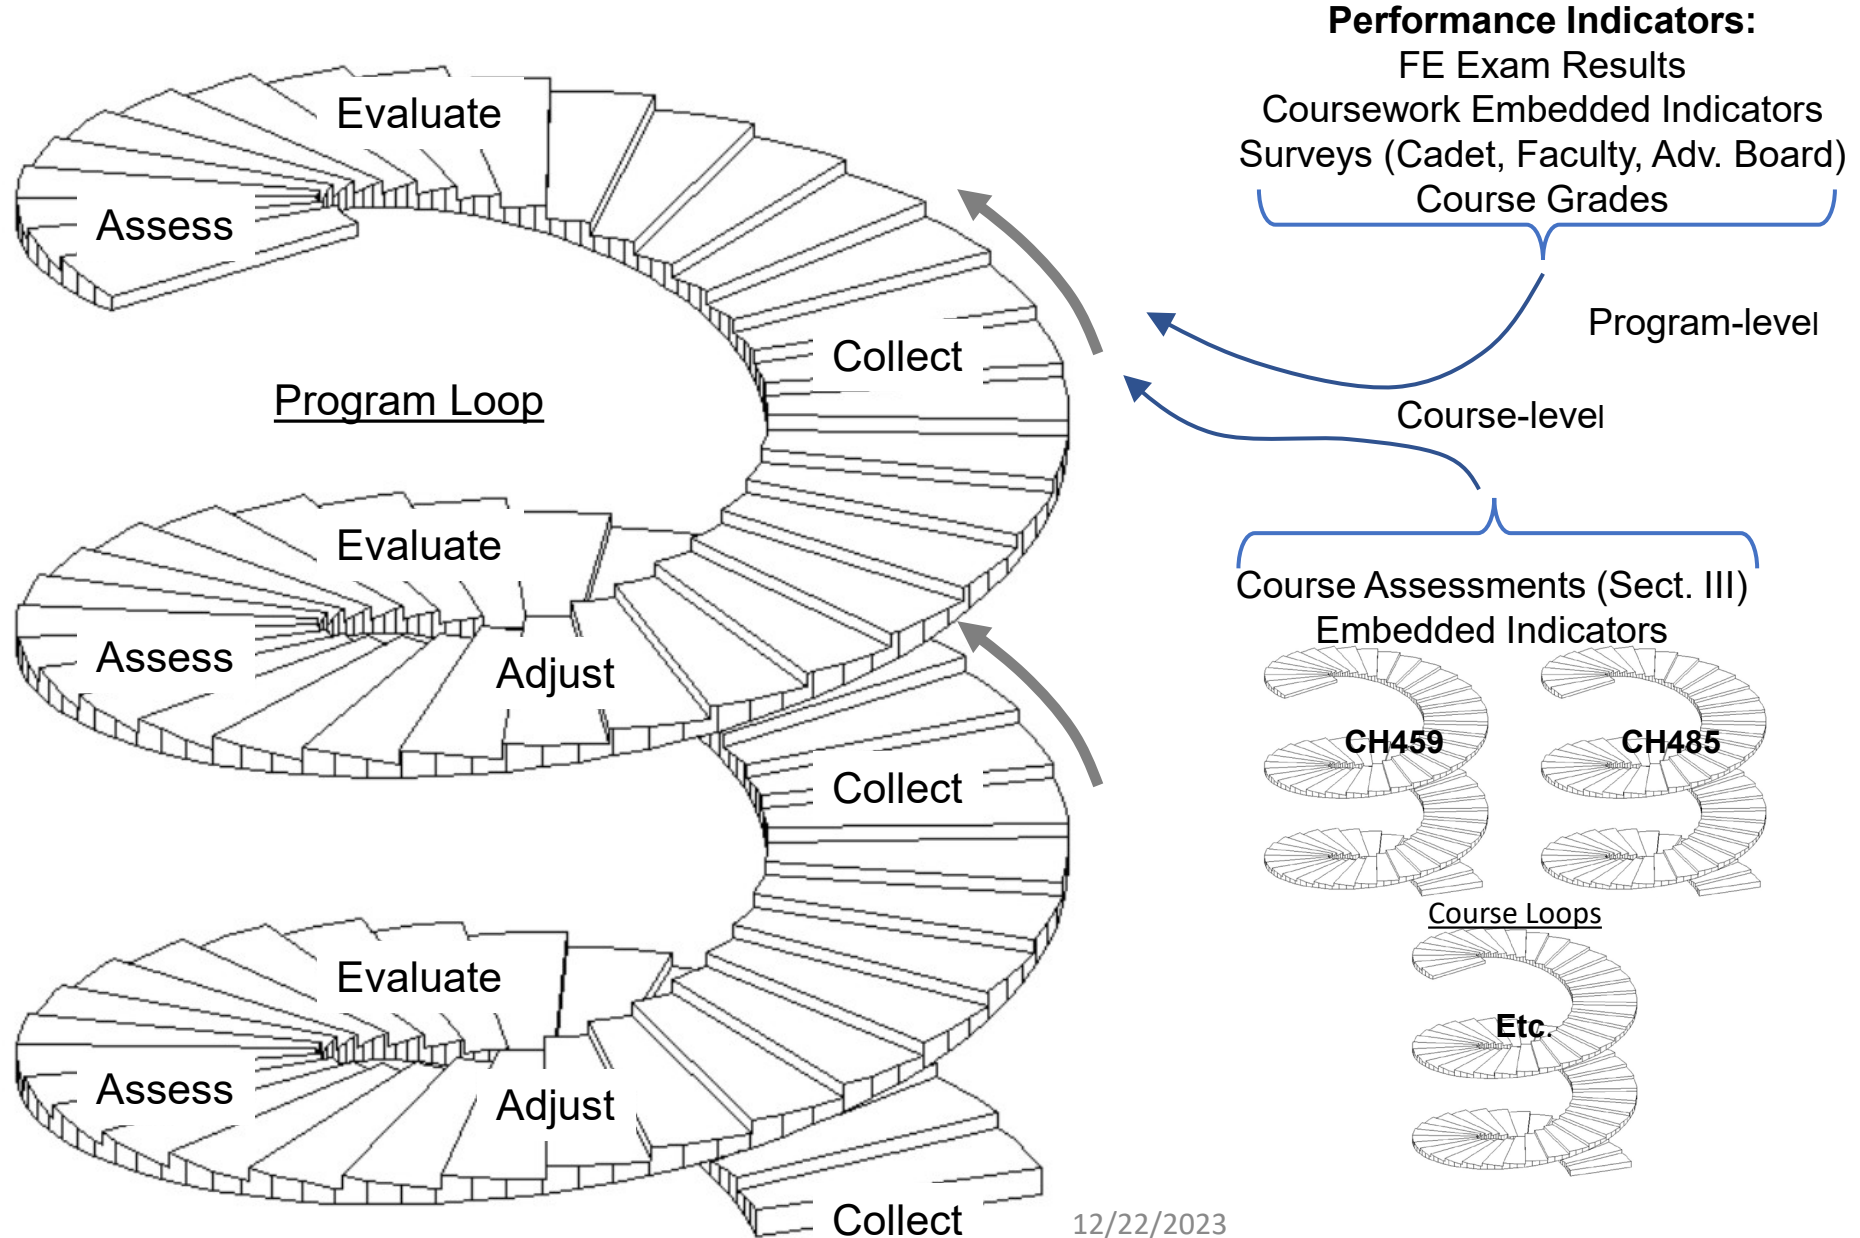 Performance Indicators:
FE Exam Results
Coursework Embedded Indicators
Surveys (Cadet, Faculty, Adv. Board)
Course Grades
Program-level
Course-level
Course Assessments (Sect. III)
Embedded Indicators
CH459
CH485
Course Loops
Etc.
Evaluate
Assess
Collect
Program Loop
Evaluate
Assess
Adjust
Collect
Evaluate
Assess
Adjust
Collect
12/22/2023